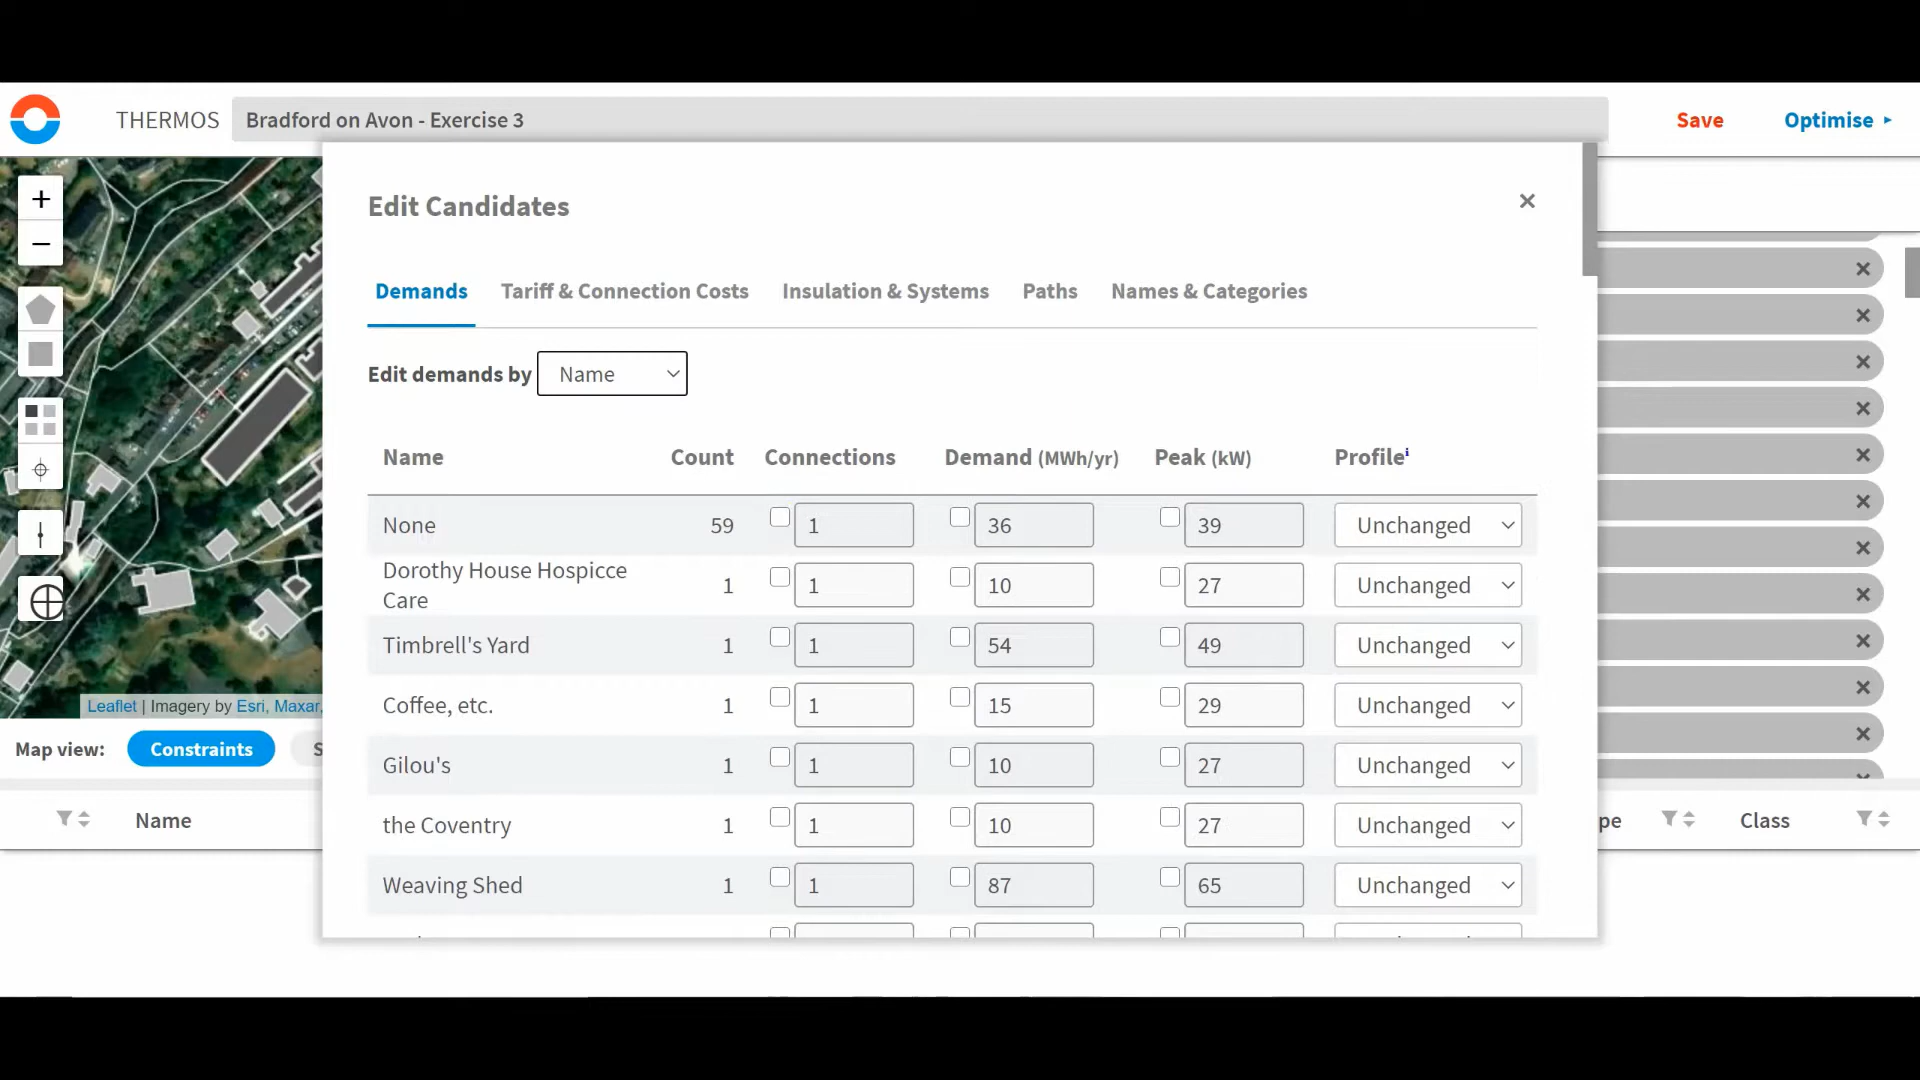 THERMOS
Bradford on Avon - Exercise 3
Save
Optimise
Edit Candidates
Demands
Tariff & Connection Costs
Insulation & Systems
Paths
Names & Categories
Edit demands by Name
Name Count Connections Demand (MWh/yr) Peak (kW) Profile i
None 59 1 36 39 Unchanged
Dorothy House Hospicce
Care 1 1 10 27 Unchanged
Timbrell's Yard 1 1 54 49 Unchanged
Coffee, etc. 1 1 15 29 Unchanged
Gilou's 1 1 10 27 Unchanged
the Coventry 1 1 10 27 Unchanged
Weaving Shed 1 1 87 65 Unchanged
Leaflet | Imagery by Esri, Maxar,
Map view: Constraints S
Name
pe
Class